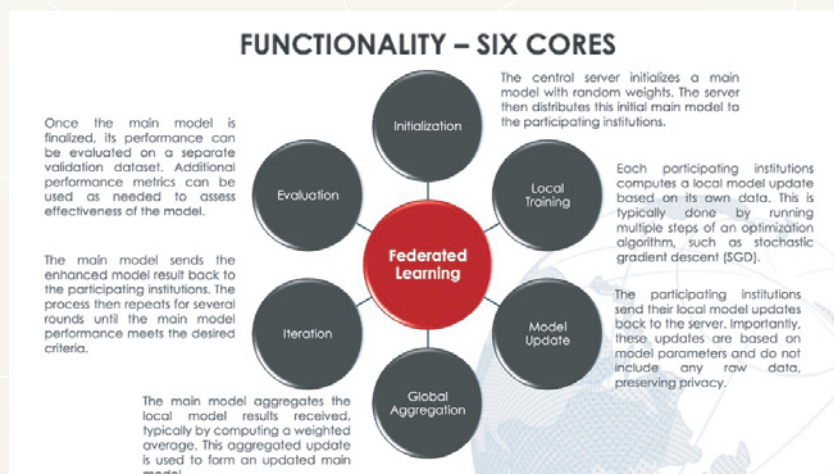 FUNCTIONALITY – SIX CORES
Initialization
The central server initializes a main
model with random weights. The server
then distributes this initial main model to
the participating institutions.
Local
Training
Each participating institutions
computes a local model update
based on its own data. This is
typically done by running
multiple steps of an optimization
algorithm, such as stochastic
gradient descent (SGD).
Model
Update
The participating institutions
send their local model updates
back to the server. Importantly,
these updates are based on
model parameters and do not
include any raw data,
preserving privacy.
Global
Aggregation
The main model aggregates the
local model results received,
typically by computing a weighted
average. This aggregated update
is used to form an updated main
model.
Iteration
The main model sends the
enhanced model result back to
the participating institutions. The
process then repeats for several
rounds until the main model
performance meets the desired
criteria.
Evaluation
Once the main model is
finalized, its performance can
be evaluated on a separate
validation dataset. Additional
performance metrics can be
used as needed to assess
effectiveness of the model.
Federated
Learning